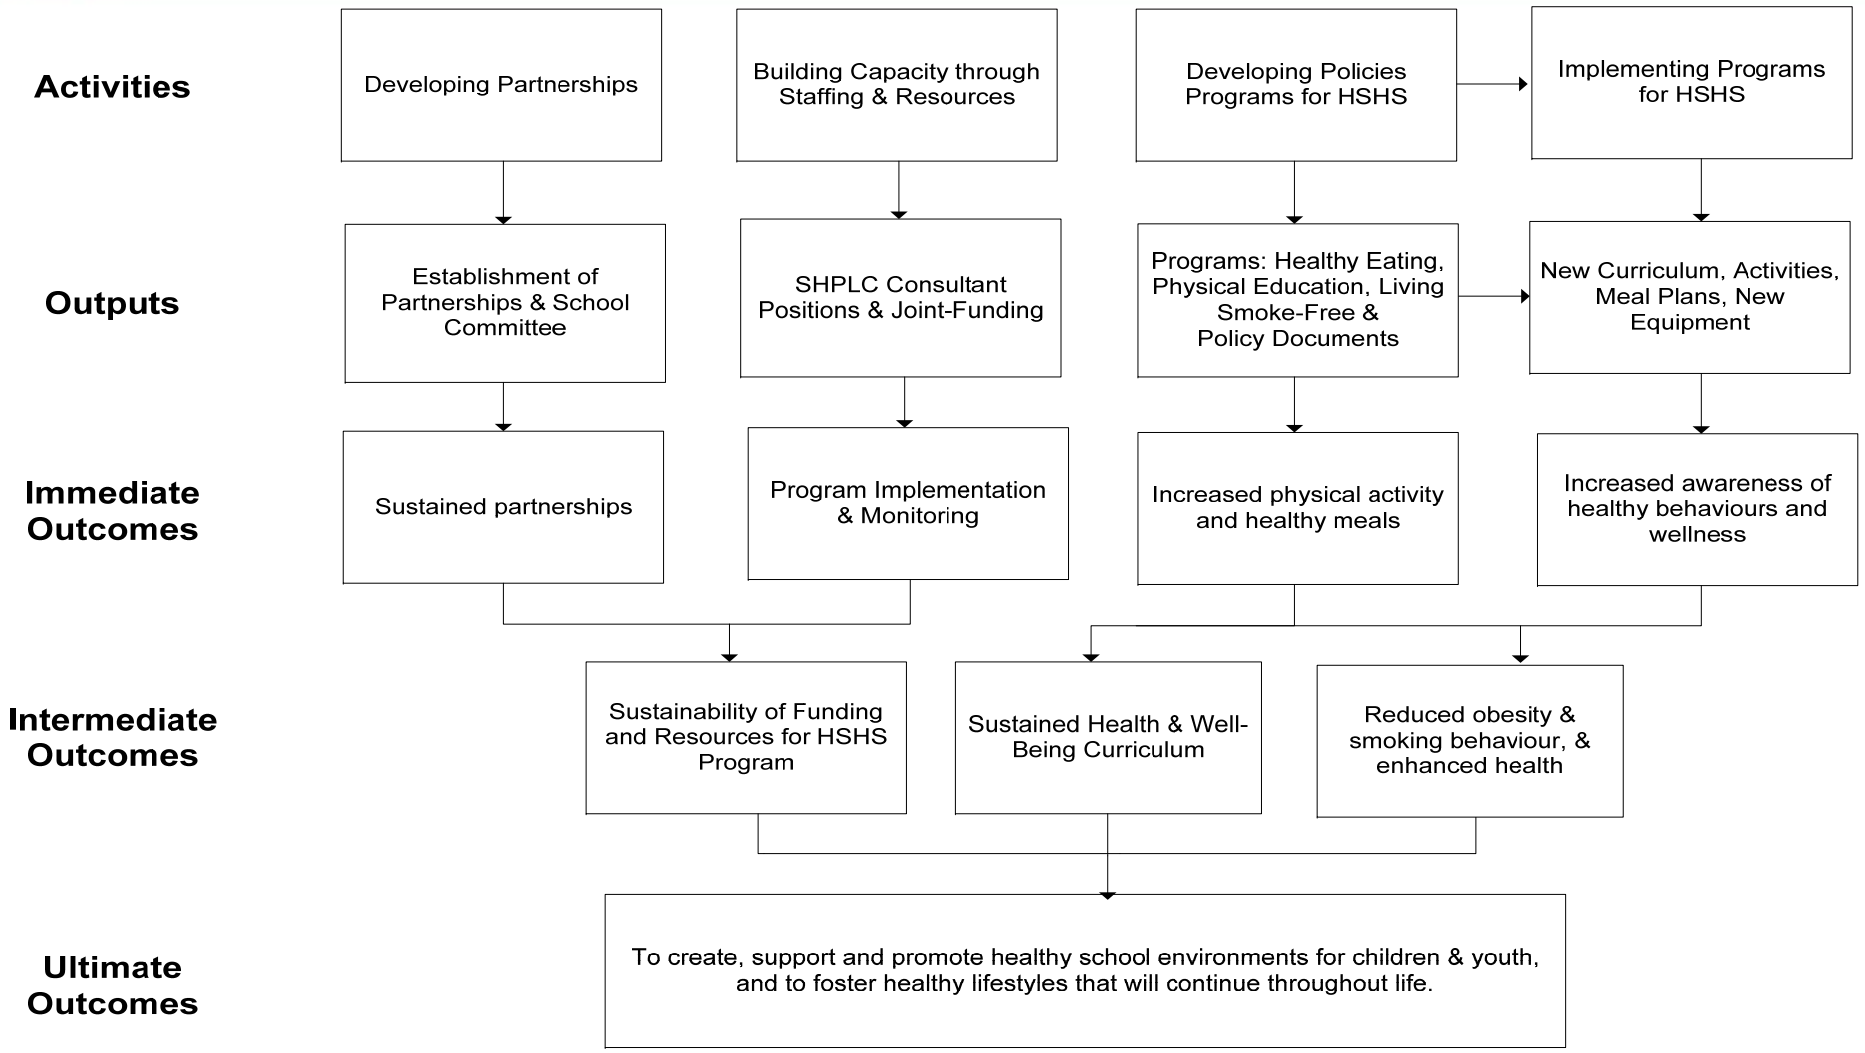 Activities
Developing Partnerships
Building Capacity through
Staffing & Resources
Developing Policies
Programs for HSHS
Implementing Programs
for HSHS
Outputs
Establishment of
Partnerships & School
Committee
SHPLC Consultant
Positions & Joint-Funding
Programs: Healthy Eating,
Physical Education, Living
Smoke-Free &
Policy Documents
New Curriculum, Activities,
Meal Plans, New
Equipment
Immediate
Outcomes
Sustained partnerships
Program Implementation
& Monitoring
Increased physical activity
and healthy meals
Increased awareness of
healthy behaviours and
wellness
Intermediate
Outcomes
Sustainability of Funding
and Resources for HSHS
Program
Sustained Health & Well-
Being Curriculum
Reduced obesity &
smoking behaviour, &
enhanced health
Ultimate
Outcomes
To create, support and promote healthy school environments for children & youth,
and to foster healthy lifestyles that will continue throughout life.